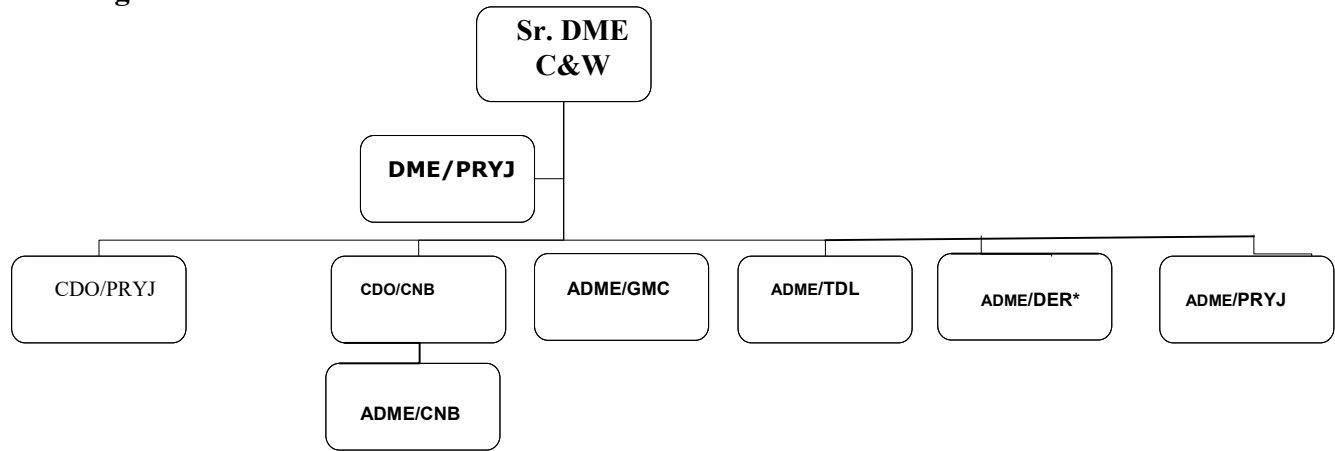 Sr. DME
C&W
DME/PRYJ
CDO/PRYJ
CDO/CNB
ADME/GMC
ADME/TDL
ADME/DER*
ADME/PRYJ
ADME/CNB